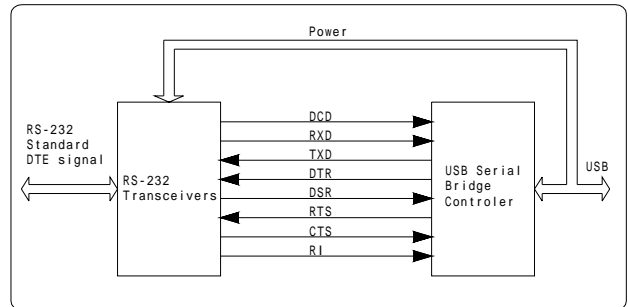 Power
RS-232
Standard
DTE signal
RS-232
Transceivers
DCD
RXD
TXD
DTR
DSR
RTS
CTS
RI
USB Serial
Bridge
Controler
USB